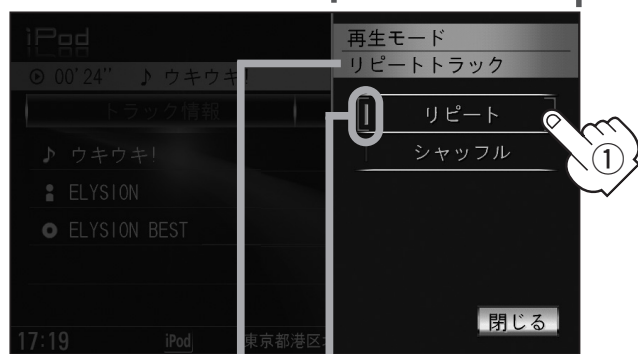 iPod
00'24" ♪ ウキウキ!
トラック情報
♪ ウキウキ!
ELYSION
ELYSION BEST
17:19 iPod 東京都港区
再生モード
リピートトラック
リピート
シャッフル
閉じる
①